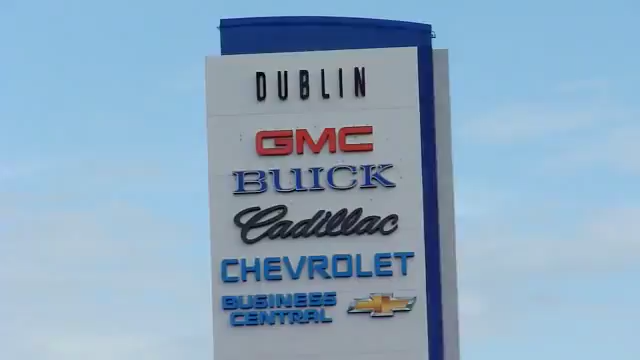 DUBLIN
GMC
BUICK
Cadillac
CHEVROLET
BUSINESS
CENTRAL